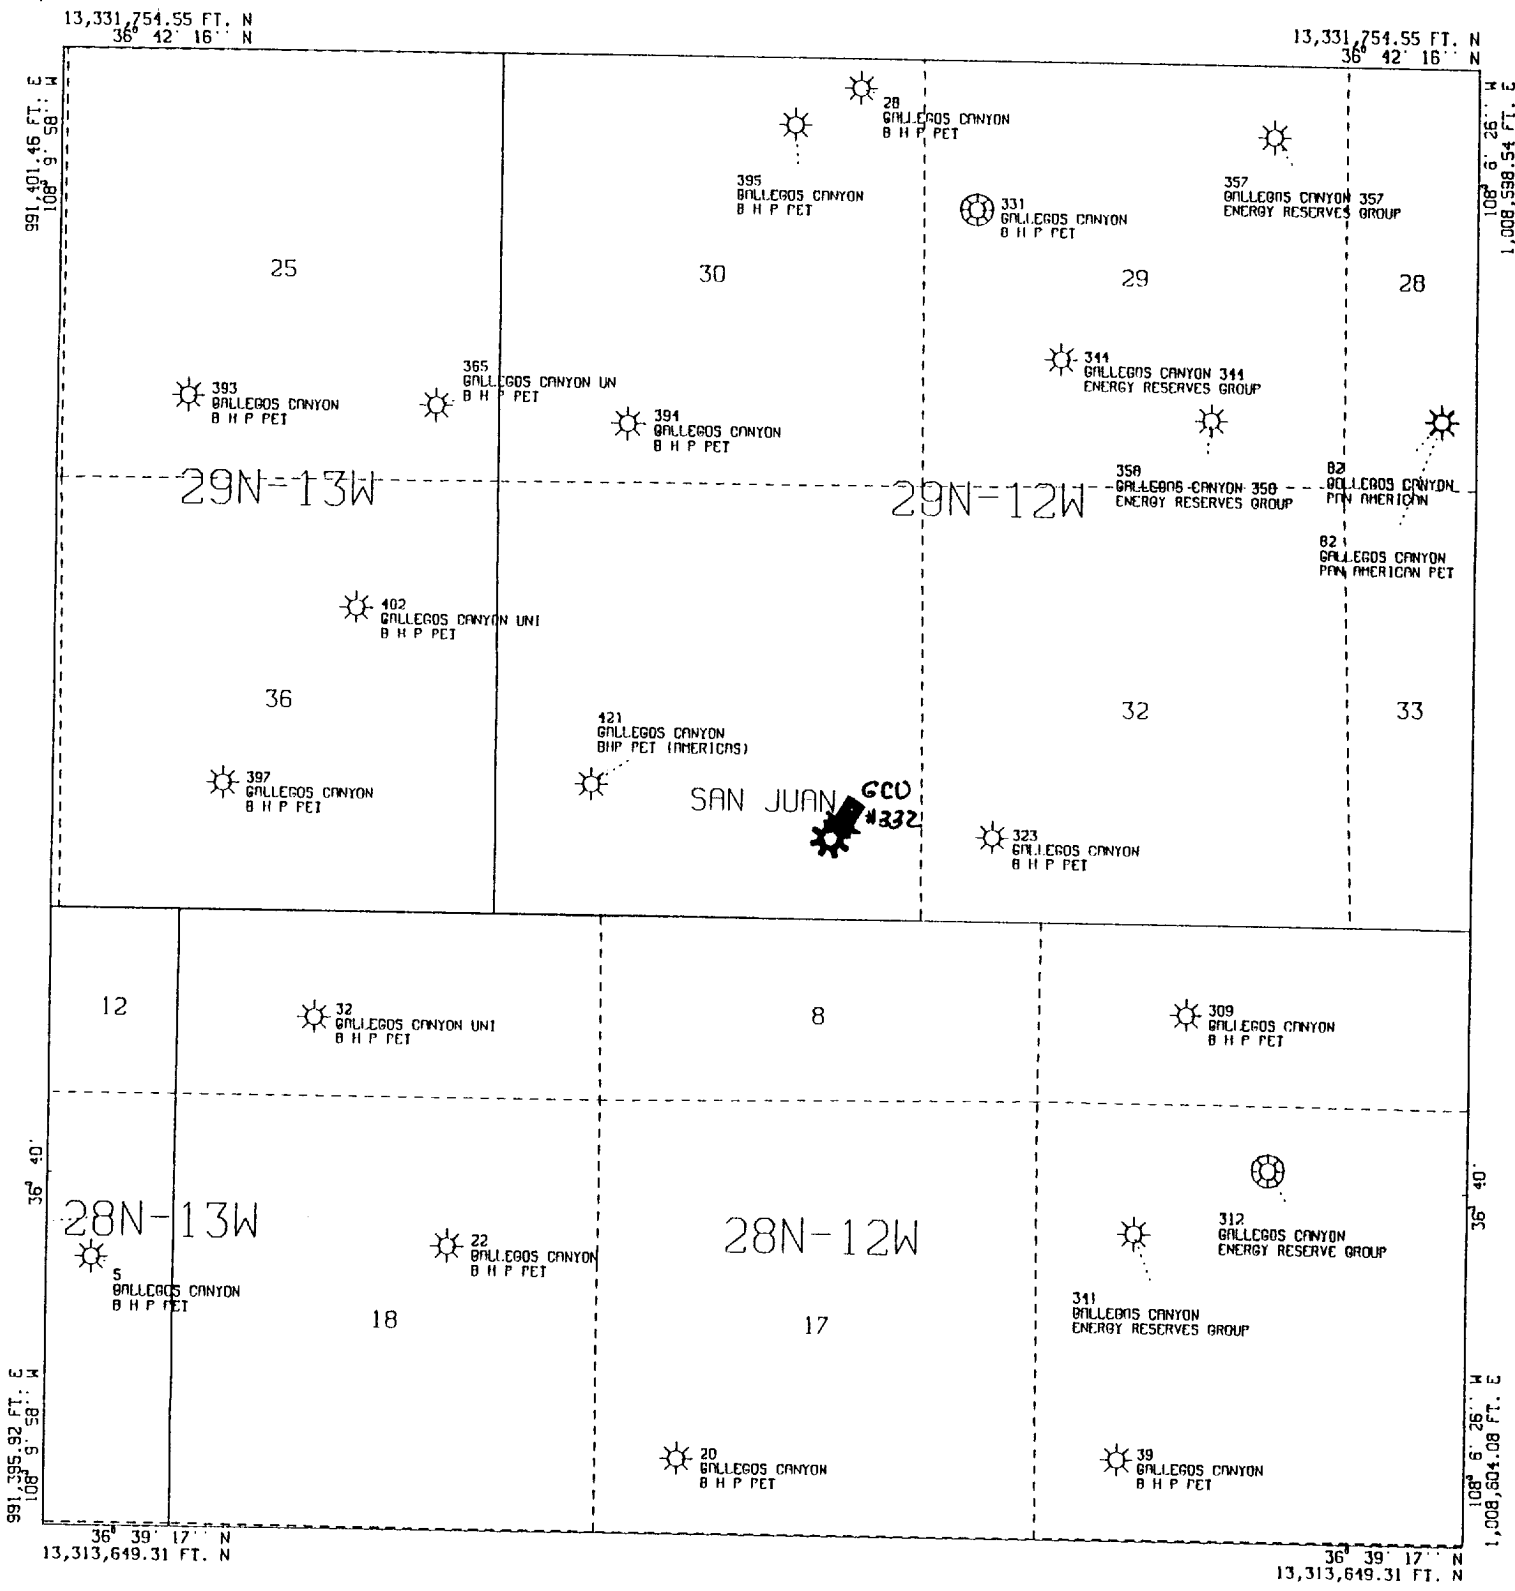 13,331,754.55 FT. N
36° 42' 16'' N
13,331,754.55 FT. N
36° 42' 16'' N
991,401.46 FT. E
108° 9' 58'' W
108° 6' 26'' W
1,008,598.54 FT. E
28
GALLEGOS CANYON
B H P PET
395
GALLEGOS CANYON
B H P PET
357
GALLEGOS CANYON 357
ENERGY RESERVES GROUP
331
GALLEGOS CANYON
B H P PET
25
30
29
28
344
GALLEGOS CANYON 344
ENERGY RESERVES GROUP
365
GALLEGOS CANYON UN
B H P PET
393
GALLEGOS CANYON
B H P PET
394
GALLEGOS CANYON
B H P PET
358
GALLEGOS CANYON 358
ENERGY RESERVES GROUP
82
GALLEGOS CANYON
PAN AMERICAN
29N-13W
29N-12W
82
GALLEGOS CANYON
PAN AMERICAN PET
402
GALLEGOS CANYON UNI
B H P PET
36
32
33
421
GALLEGOS CANYON
BHP PET (AMERICAS)
397
GALLEGOS CANYON
B H P PET
SAN JUAN
GCU
#332
323
GALLEGOS CANYON
B H P PET
12
32
GALLEGOS CANYON UNI
B H P PET
8
309
GALLEGOS CANYON
B H P PET
36° 40'
36° 40'
28N-13W
28N-12W
312
GALLEGOS CANYON
ENERGY RESERVE GROUP
22
GALLEGOS CANYON
B H P PET
5
GALLEGOS CANYON
B H P PET
341
GALLEGOS CANYON
ENERGY RESERVES GROUP
18
17
20
GALLEGOS CANYON
B H P PET
39
GALLEGOS CANYON
B H P PET
991,395.92 FT. E
108° 9' 58'' W
108° 6' 26'' W
1,008,604.08 FT. E
36° 39' 17'' N
13,313,649.31 FT. N
36° 39' 17'' N
13,313,649.31 FT. N